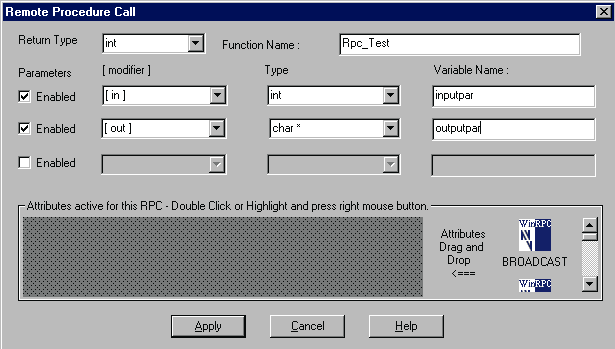 Remote Procedure Call
Return Type int Function Name : Rpc_Test
Parameters [ modifier ] Type Variable Name :
Enabled [ in ] int inputpar
Enabled [ out ] char * outputpar
Enabled
Attributes active for this RPC - Double Click or Highlight and press right mouse button.
Attributes
Drag and
Drop
<===
WinRPC
BROADCAST
WinRPC
Apply Cancel Help